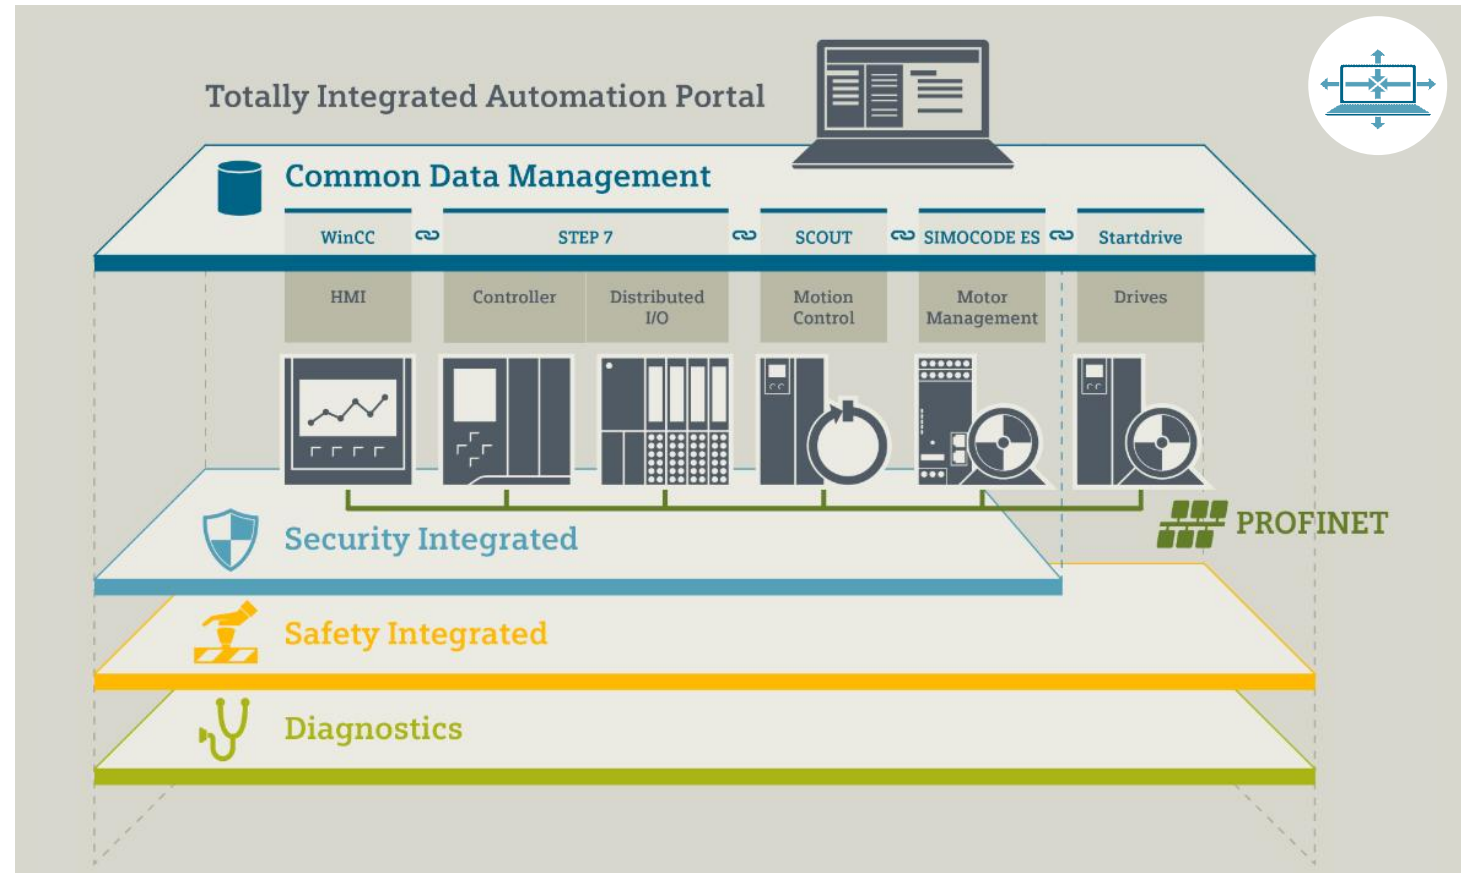 Totally Integrated Automation Portal
Common Data Management
WinCC
STEP 7
SCOUT
SIMOCODE ES
Startdrive
HMI
Controller
Distributed
I/O
Motion
Control
Motor
Management
Drives
PROFINET
Security Integrated
Safety Integrated
Diagnostics